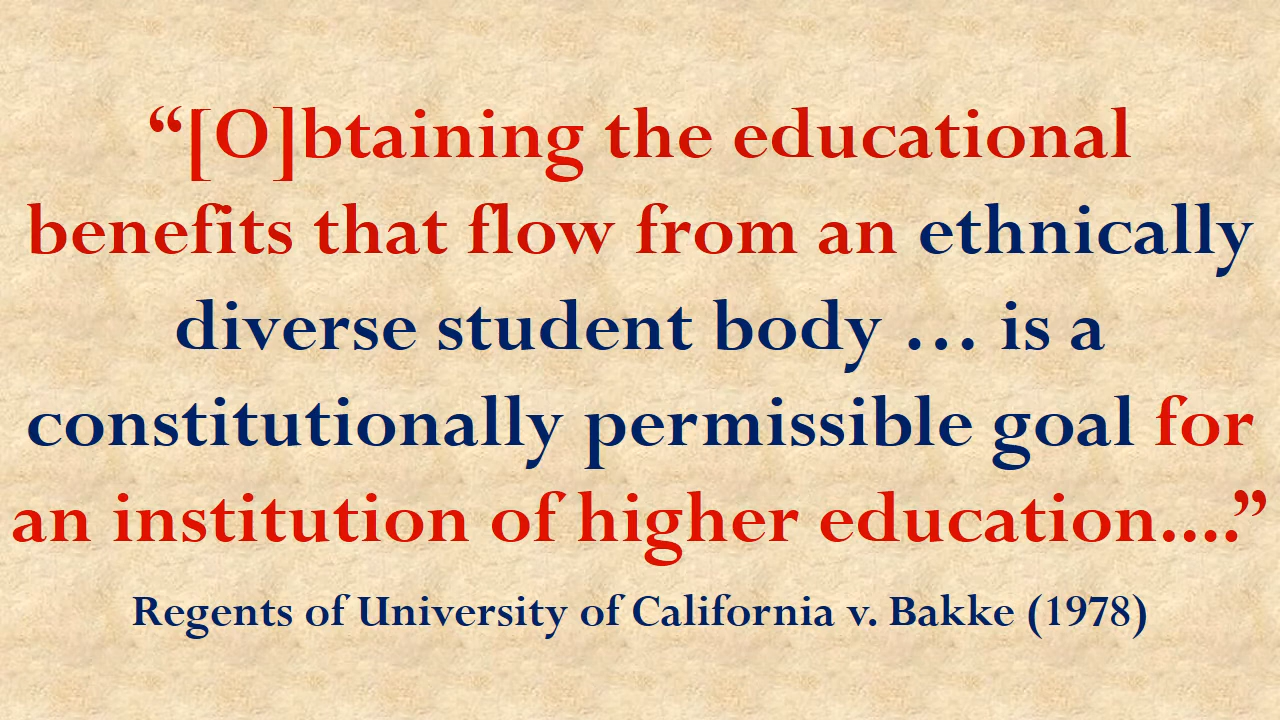 “[O]btaining the educational
benefits that flow from an ethnically
diverse student body … is a
constitutionally permissible goal for
an institution of higher education....”
Regents of University of California v. Bakke (1978)